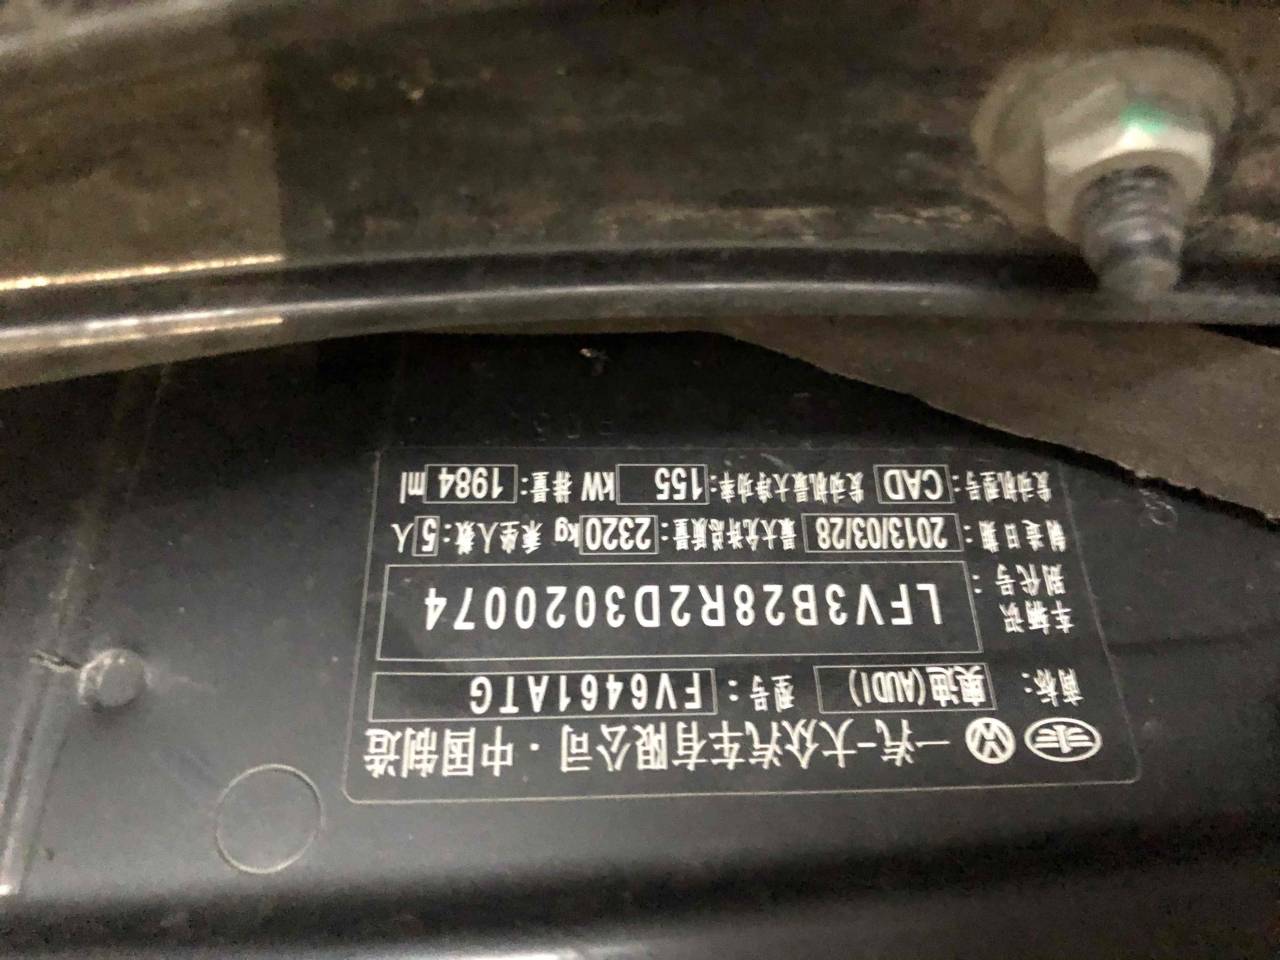 一汽-大众汽车有限公司·中国制造
商标: 奥迪(AUDI) 型号: FV6461ATG
车辆识别代号: LFV3B28R2D3020074
制造日期: 2013/03/28 最大允许总质量: 2320 kg 乘坐人数: 5 人
发动机型号: CAD 发动机最大净功率: 155 kW 排量: 1984 ml